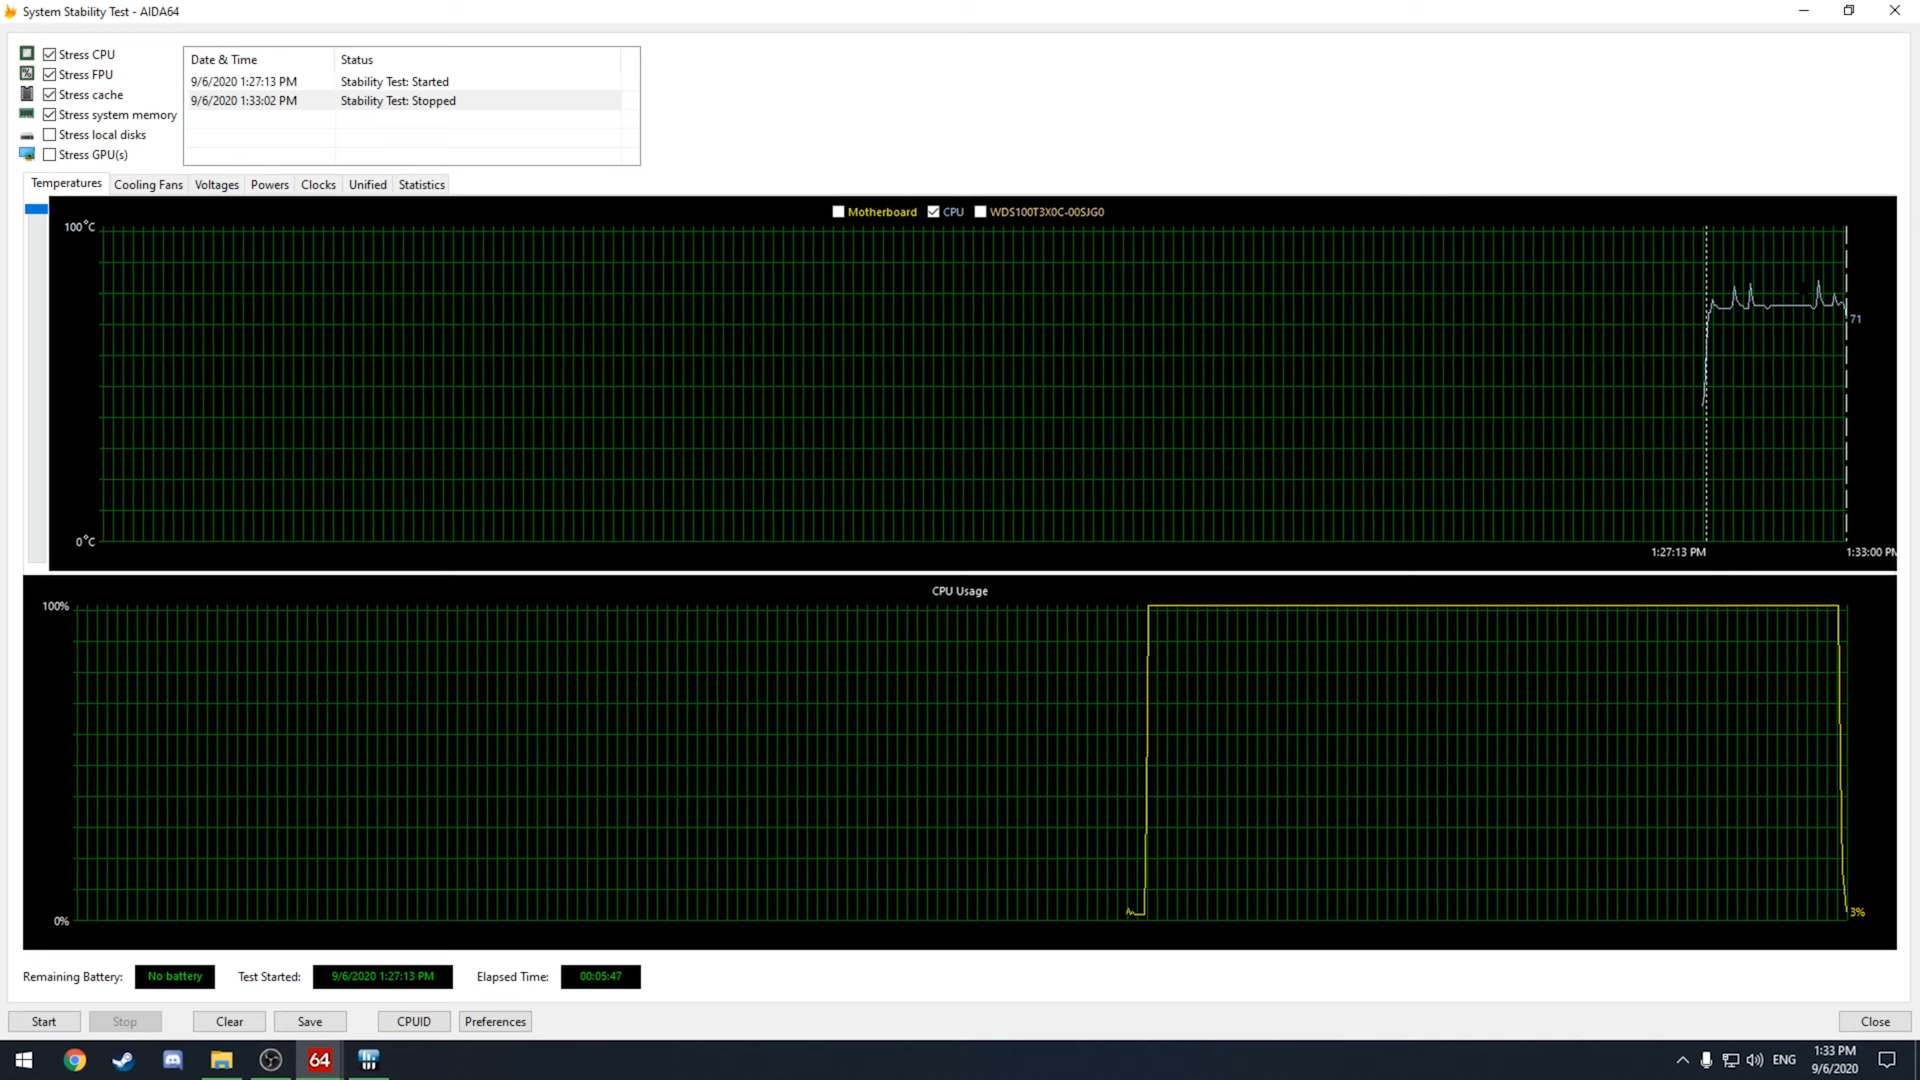 System Stability Test - AIDA64
Stress CPU
Stress FPU
Stress cache
Stress system memory
Stress local disks
Stress GPU(s)
Date & Time Status
9/6/2020 1:27:13 PM Stability Test: Started
9/6/2020 1:33:02 PM Stability Test: Stopped
Temperatures Cooling Fans Voltages Powers Clocks Unified Statistics
Motherboard CPU WDS100T3X0C-00SJG0
100°C
71
0°C
1:27:13 PM 1:33:00 PM
CPU Usage
100%
0%
3%
Remaining Battery: No battery Test Started: 9/6/2020 1:27:13 PM Elapsed Time: 00:05:47
Start Stop Clear Save CPUID Preferences Close
64
ENG
1:33 PM
9/6/2020